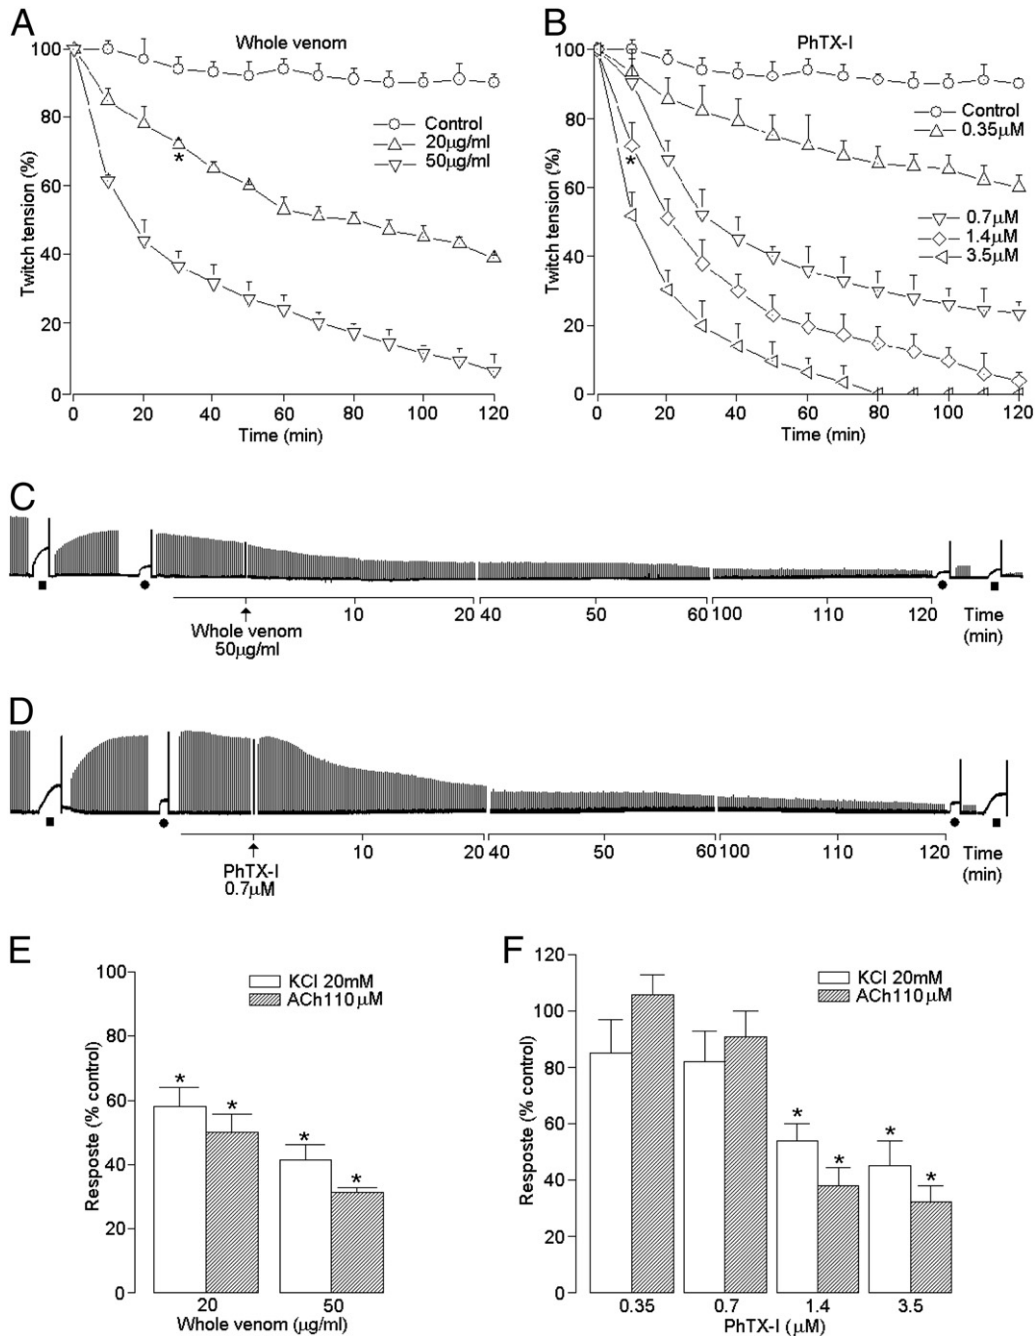 A
Whole venom
Twitch tension (%)
100
80
60
40
20
0
Control
20μg/ml
50μg/ml
*
0 20 40 60 80 100 120
Time (min)
B
PhTX-I
Twitch tension (%)
100
80
60
40
20
0
Control
0.35μM
0.7μM
1.4μM
3.5μM
*
0 20 40 60 80 100 120
Time (min)
C
10 20 40 50 60 100 110 120 Time
(min)
Whole venom
50μg/ml
D
10 20 40 50 60 100 110 120 Time
(min)
PhTX-I
0.7μM
E
Resposte (% control)
100
80
60
40
20
0
KCl 20mM
ACh110 μM
* * * *
20 50
Whole venom (μg/ml)
F
Resposte (% control)
120
100
80
60
40
20
0
KCl 20mM
ACh110 μM
* * * *
0.35 0.7 1.4 3.5
PhTX-I (μM)